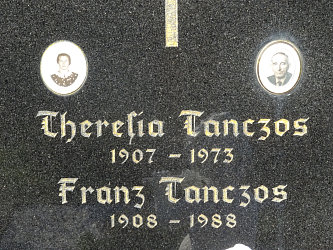 Theresia Tanczos
1907 – 1973
Franz Tanczos
1908 – 1988